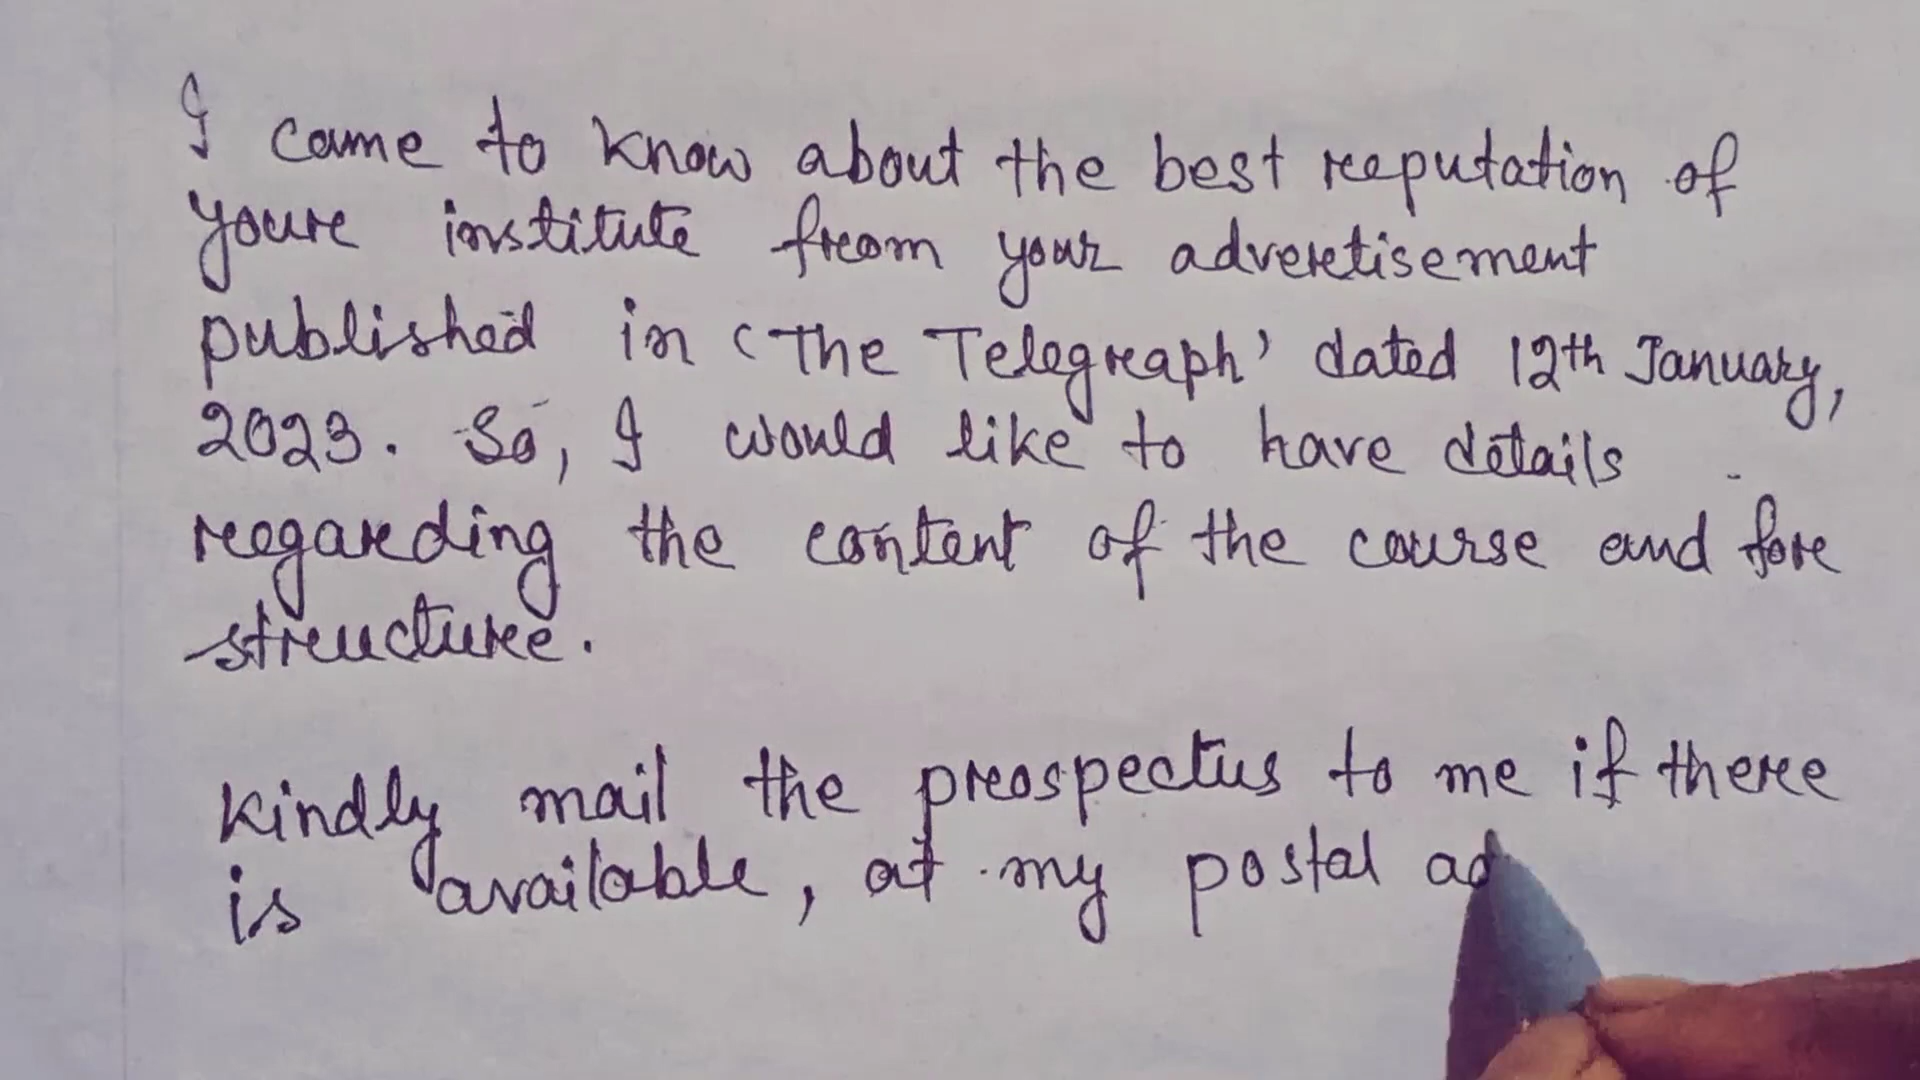 I came to know about the best reputation of
your institute from your advertisement
published in 'The Telegraph' dated 12th January,
2023. So, I would like to have details
regarding the content of the course and fore
structure.
Kindly mail the prospectus to me if there
is available, at my postal ad